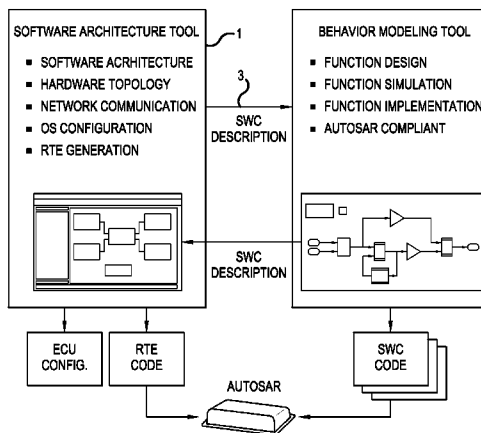 SOFTWARE ARCHITECTURE TOOL
1
■ SOFTWARE ACRHITECTURE
■ HARDWARE TOPOLOGY
■ NETWORK COMMUNICATION
■ OS CONFIGURATION
■ RTE GENERATION
3
SWC
DESCRIPTION
BEHAVIOR MODELING TOOL
■ FUNCTION DESIGN
■ FUNCTION SIMULATION
■ FUNCTION IMPLEMENTATION
■ AUTOSAR COMPLIANT
SWC
DESCRIPTION
ECU
CONFIG.
RTE
CODE
SWC
CODE
AUTOSAR